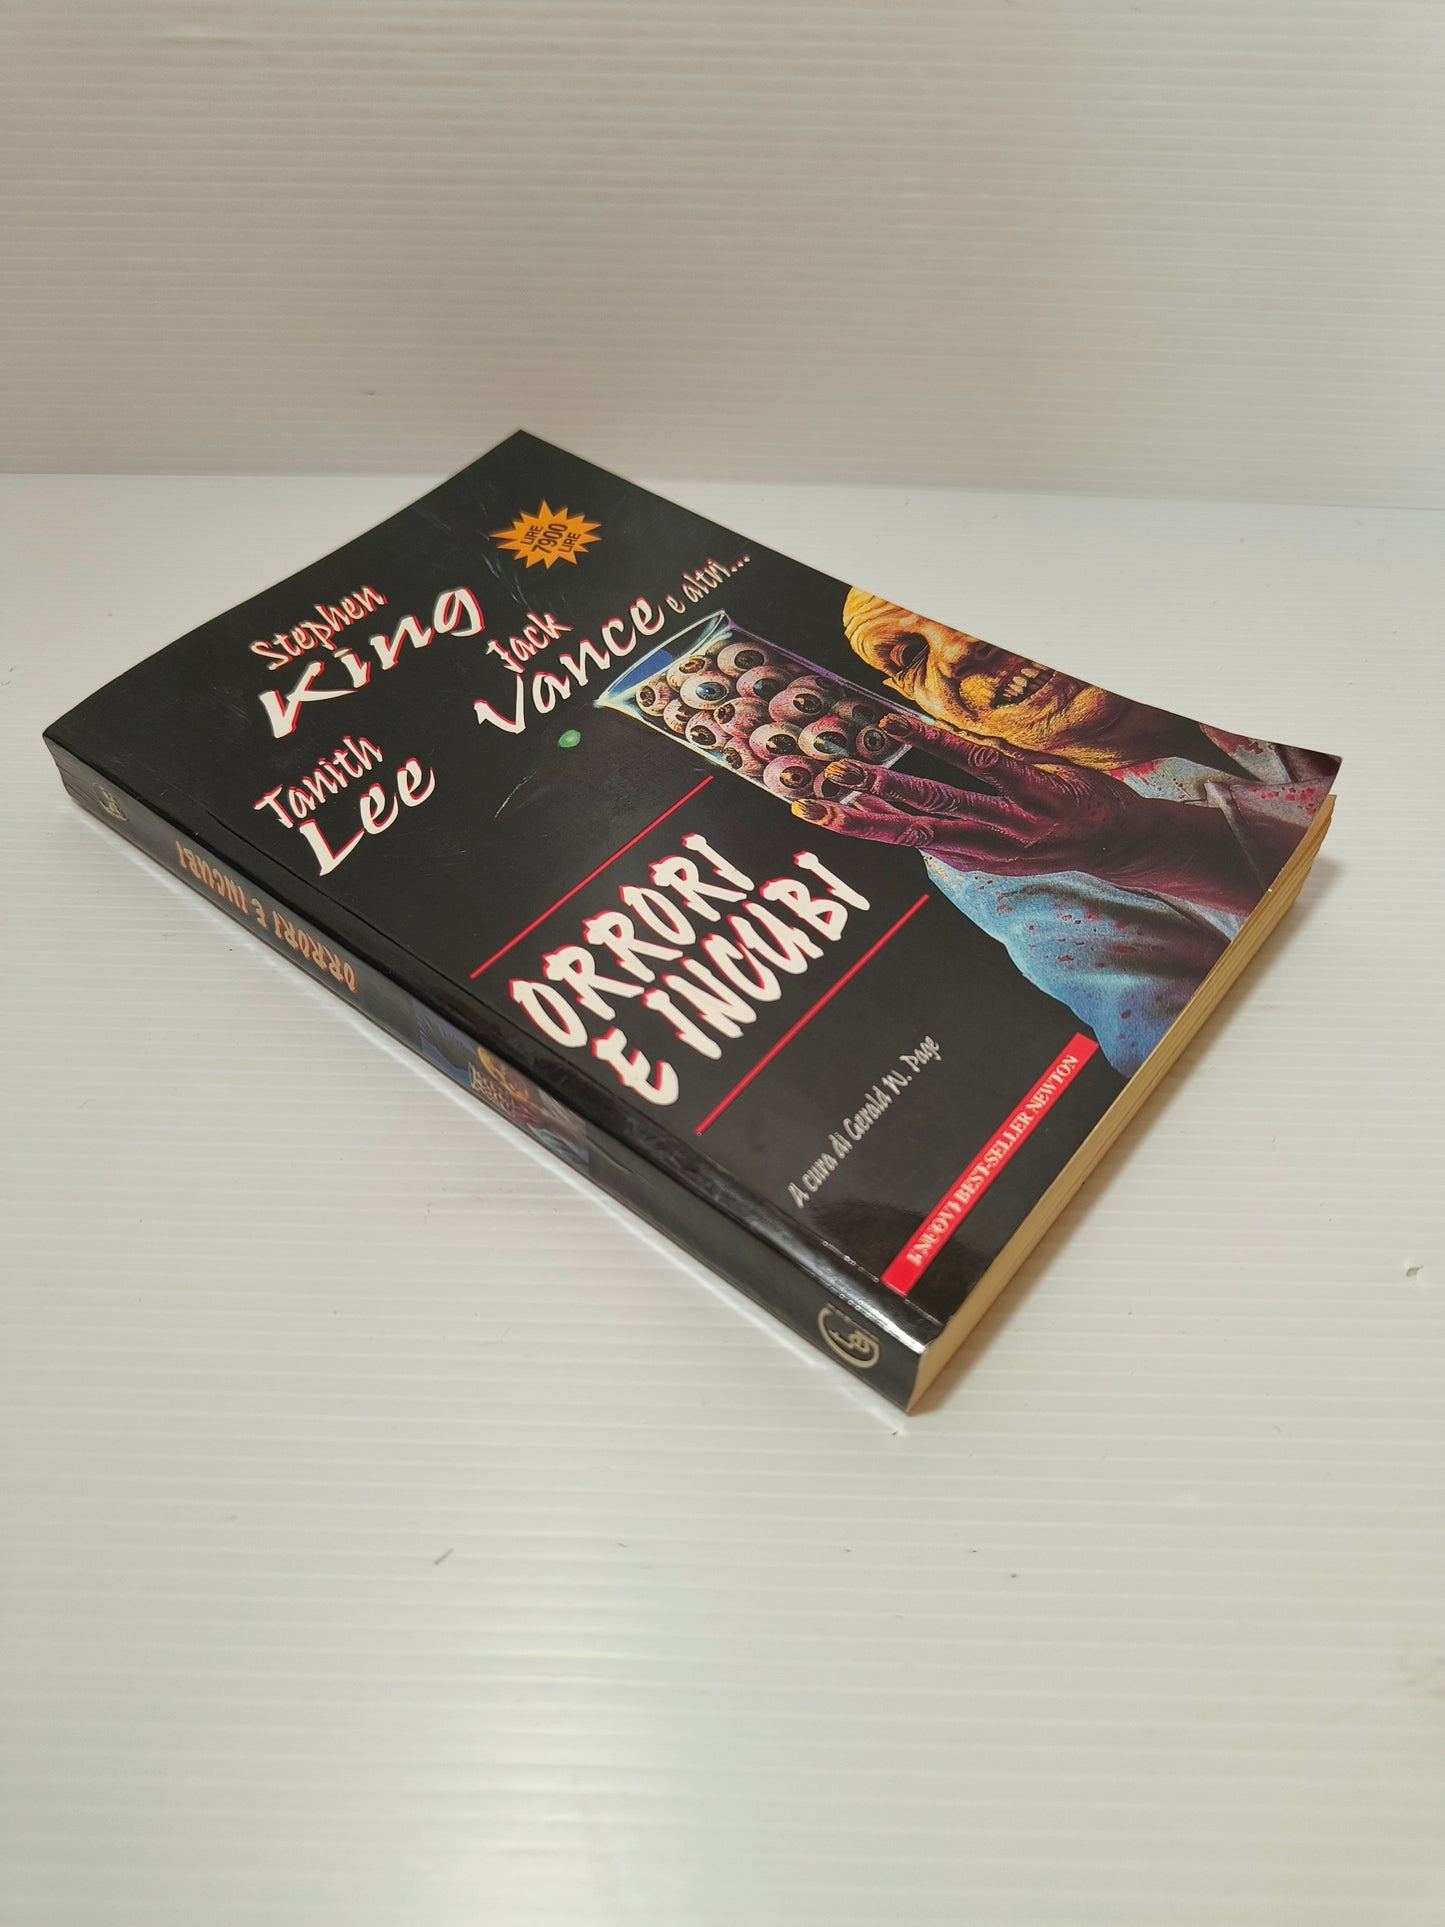 LIRE
7900
LIRE
Stephen
King
Jack
Vance e altri...
Tanith
Lee
ORRORI
E INCUBI
A cura di Gerald W. Page
I NUOVI BEST-SELLER NEWTON
ORRORI E INCUBI